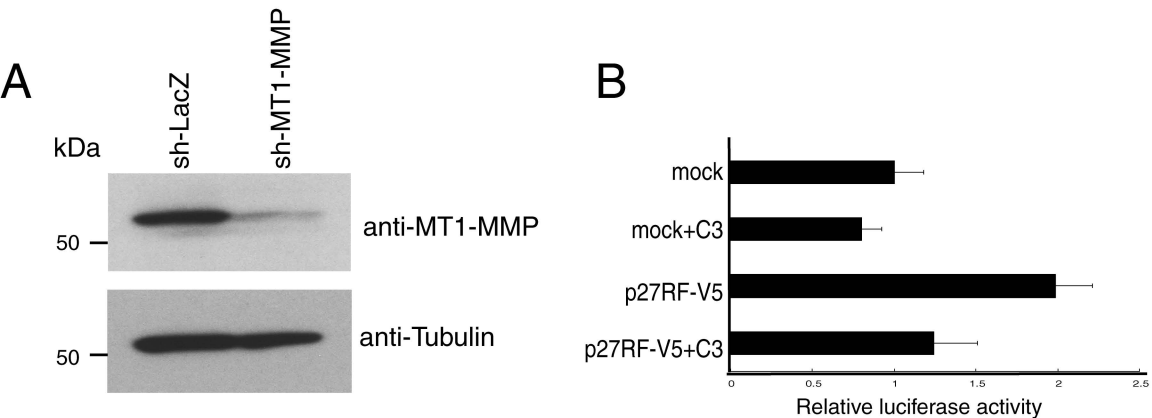 A
kDa
sh-LacZ
sh-MT1-MMP
anti-MT1-MMP
50
anti-Tubulin
50
B
mock
mock+C3
p27RF-V5
p27RF-V5+C3
0 0.5 1 1.5 2 2.5
Relative luciferase activity